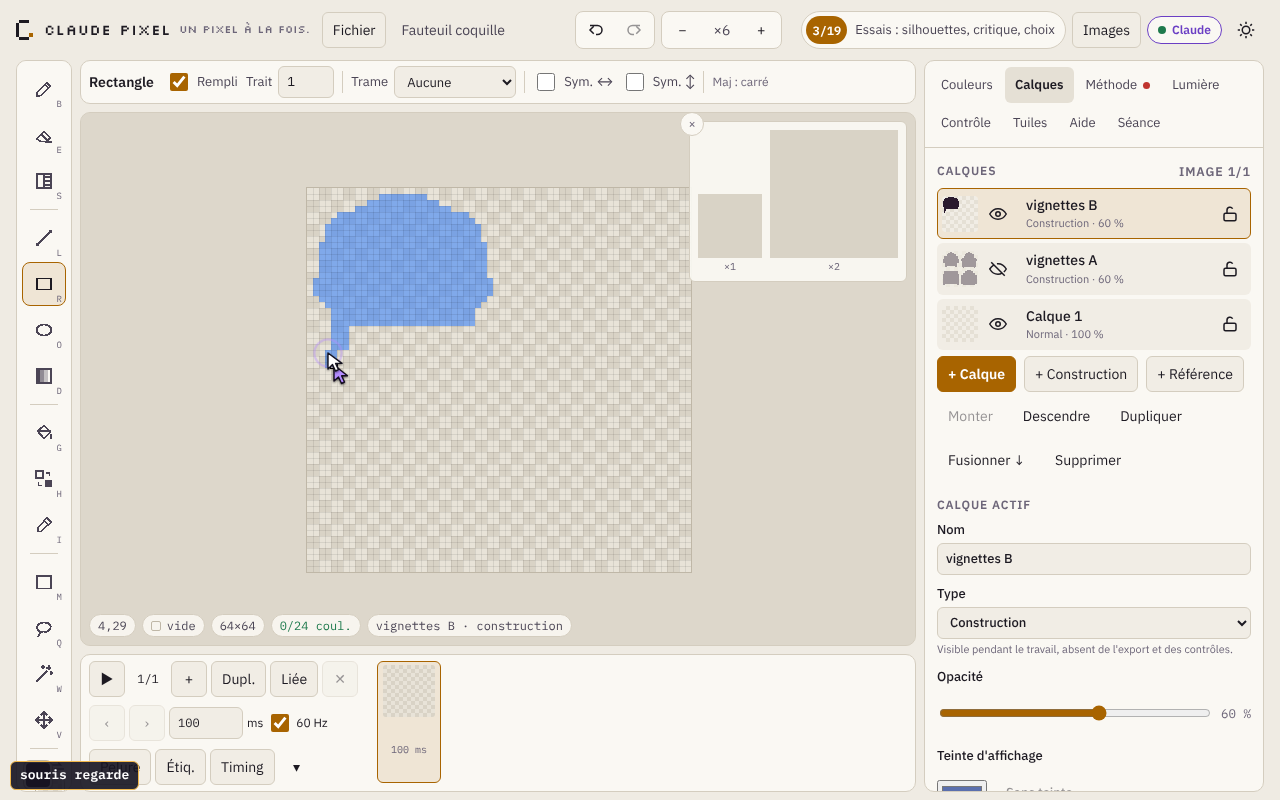 CLAUDE PIXEL UN PIXEL À LA FOIS. Fichier Fauteuil coquille − ×6 + 3/19 Essais : silhouettes, critique, choix Images Claude
Rectangle Rempli Trait 1 Trame Aucune Sym. ↔ Sym. ↕ Maj : carré
B
E
S
L
R
O
D
G
H
I
M
Q
W
V
×
×1 ×2
4,29 vide 64×64 0/24 coul. vignettes B · construction
1/1 + Dupl. Liée ×
‹ › 100 ms 60 Hz
Étiq. Timing ▼
100 ms
souris regarde
Couleurs Calques Méthode Lumière
Contrôle Tuiles Aide Séance
CALQUES IMAGE 1/1
vignettes B
Construction · 60 %
vignettes A
Construction · 60 %
Calque 1
Normal · 100 %
+ Calque + Construction + Référence
Monter Descendre Dupliquer
Fusionner ↓ Supprimer
CALQUE ACTIF
Nom
vignettes B
Type
Construction
Visible pendant le travail, absent de l'export et des contrôles.
Opacité
60 %
Teinte d'affichage
Sans teinte